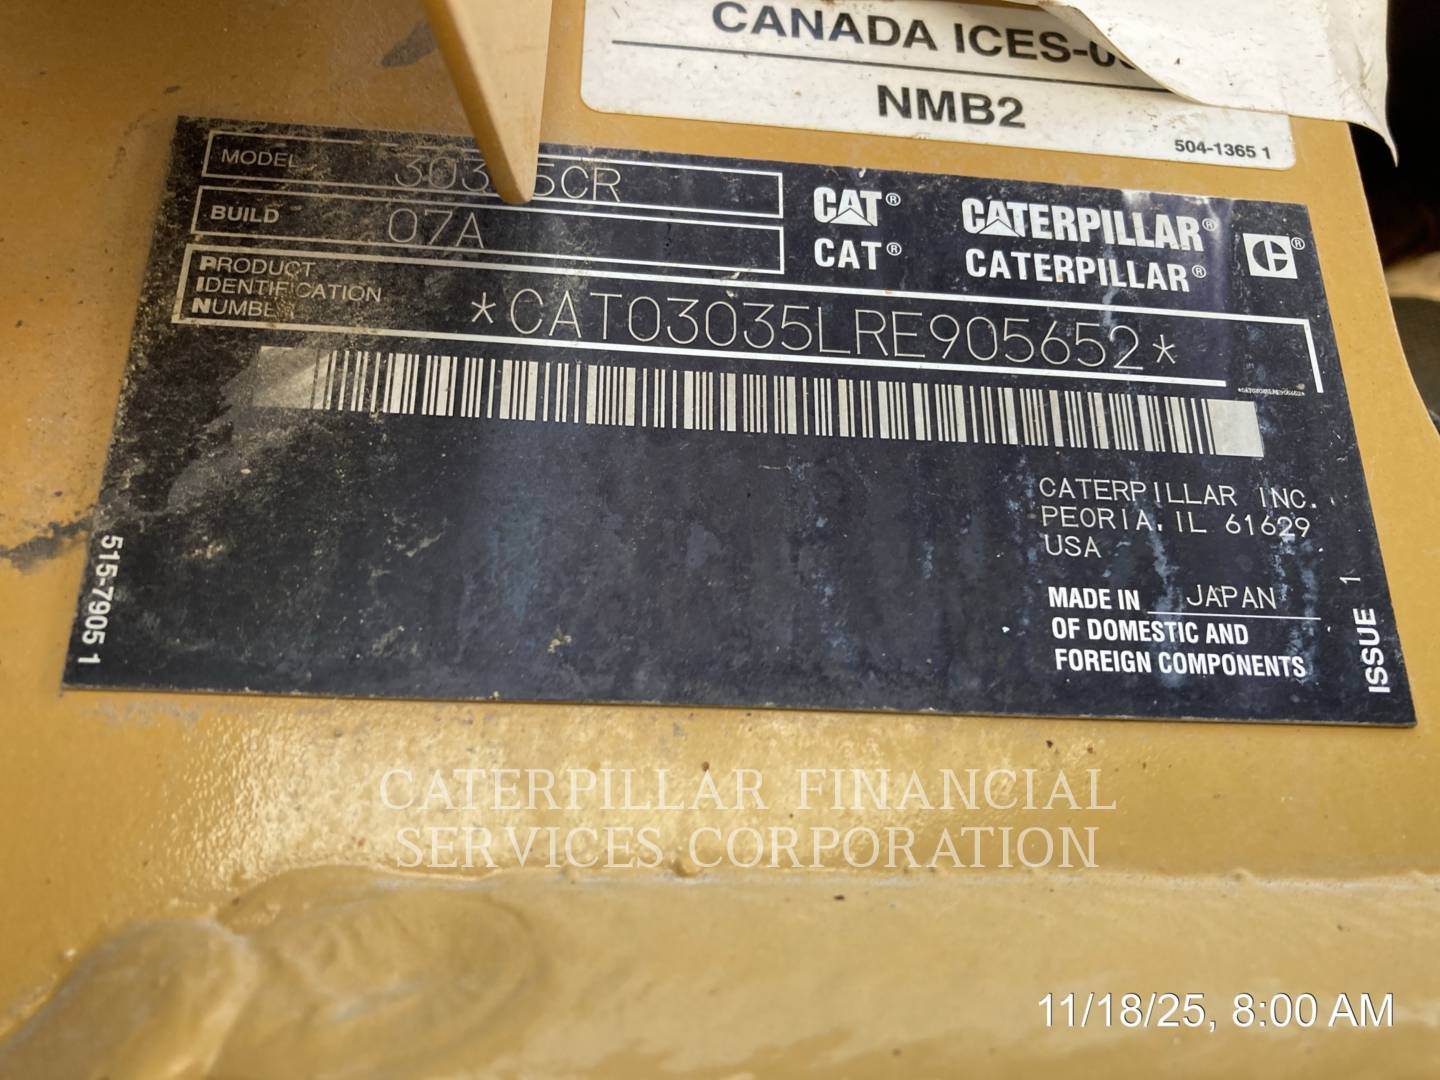 CANADA ICES-0
NMB2
504-1365 1
MODEL
BUILD 07A
PRODUCT
IDENTIFICATION
NUMBER
*CAT03035LRE905652*
CAT® CATERPILLAR®
CAT® CATERPILLAR®
CATERPILLAR INC.
PEORIA, IL 61629
USA
MADE IN JAPAN
OF DOMESTIC AND
FOREIGN COMPONENTS
515-7905 1
ISSUE 1
CATERPILLAR FINANCIAL
SERVICES CORPORATION
11/18/25, 8:00 AM